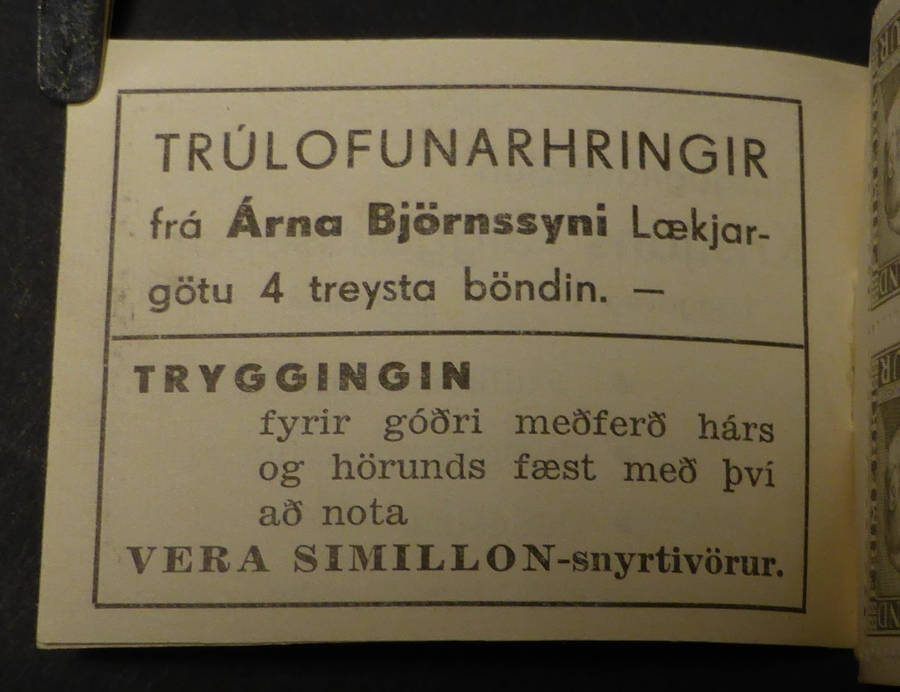 TRÚLOFUNARHRINGIR
frá Árna Björnssyni Lækjar-
götu 4 treysta böndin. —
TRYGGINGIN
fyrir góðri meðferð hárs
og hörunds fæst með því
að nota
VERA SIMILLON-snyrtivörur.